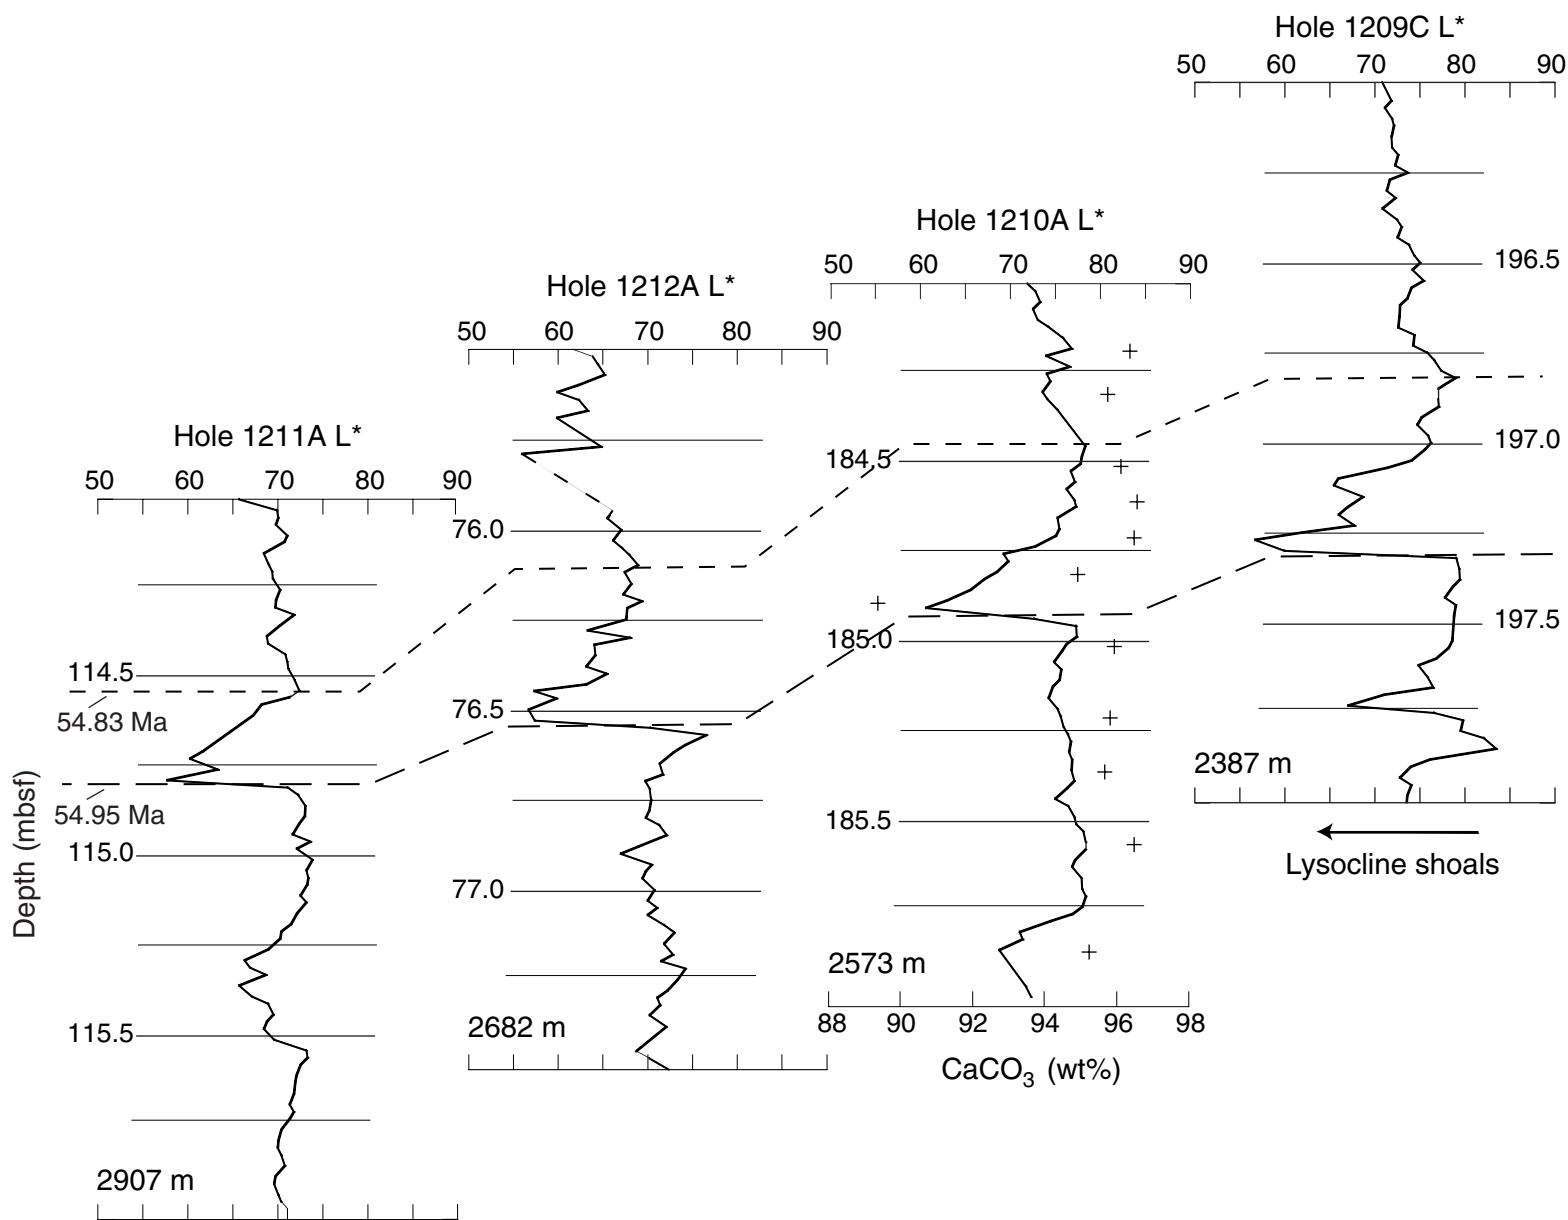 Hole 1209C L*
50 60 70 80 90
196.5
197.0
197.5
2387 m
Lysocline shoals
Hole 1210A L*
50 60 70 80 90
184.5
185.0
185.5
2573 m
88 90 92 94 96 98
CaCO3 (wt%)
Hole 1212A L*
50 60 70 80 90
76.0
76.5
77.0
2682 m
Hole 1211A L*
50 60 70 80 90
114.5
54.83 Ma
54.95 Ma
115.0
115.5
2907 m
Depth (mbsf)